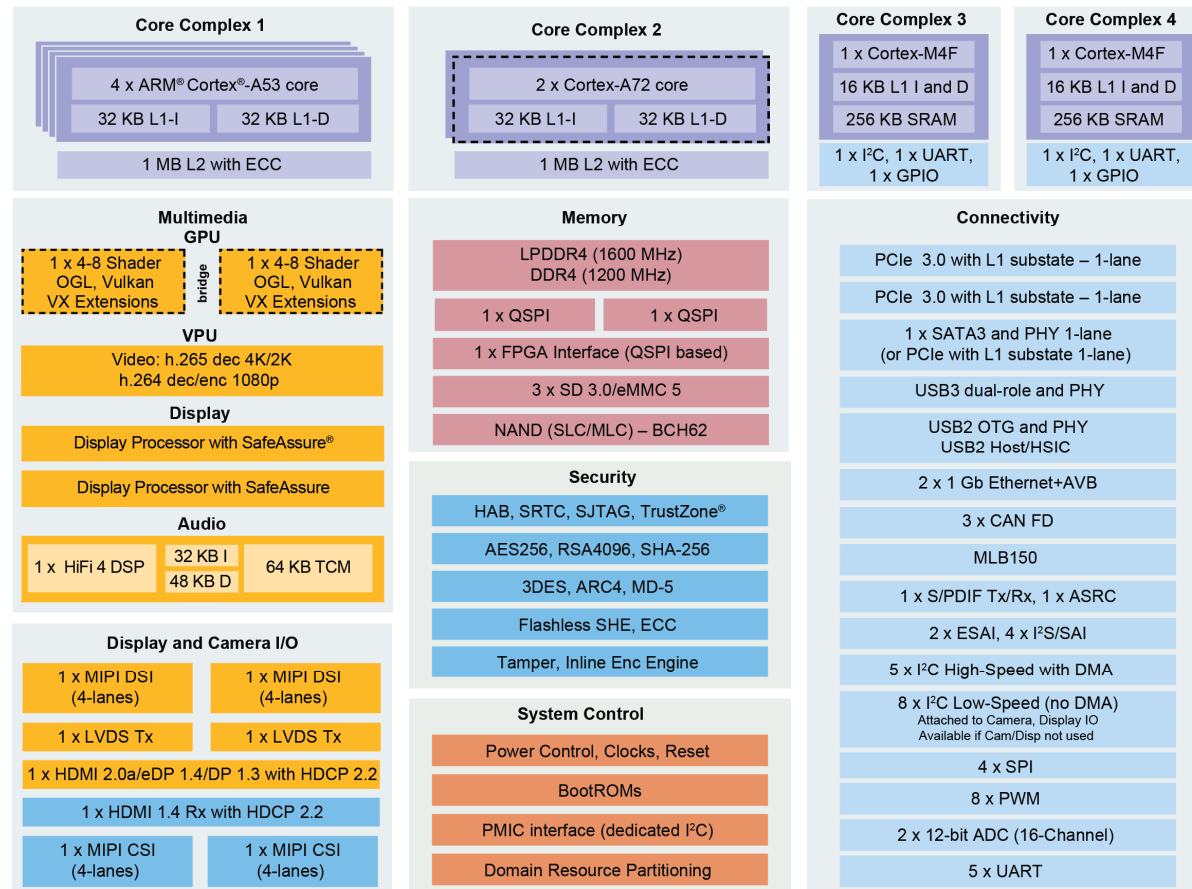 Core Complex 1
4 x ARM® Cortex®-A53 core
32 KB L1-I
32 KB L1-D
1 MB L2 with ECC
Core Complex 2
2 x Cortex-A72 core
32 KB L1-I
32 KB L1-D
1 MB L2 with ECC
Core Complex 3
1 x Cortex-M4F
16 KB L1 I and D
256 KB SRAM
1 x I²C, 1 x UART,
1 x GPIO
Core Complex 4
1 x Cortex-M4F
16 KB L1 I and D
256 KB SRAM
1 x I²C, 1 x UART,
1 x GPIO
Multimedia
GPU
1 x 4-8 Shader
OGL, Vulkan
VX Extensions
bridge
1 x 4-8 Shader
OGL, Vulkan
VX Extensions
VPU
Video: h.265 dec 4K/2K
h.264 dec/enc 1080p
Display
Display Processor with SafeAssure®
Display Processor with SafeAssure
Audio
1 x HiFi 4 DSP
32 KB I
48 KB D
64 KB TCM
Display and Camera I/O
1 x MIPI DSI
(4-lanes)
1 x MIPI DSI
(4-lanes)
1 x LVDS Tx
1 x LVDS Tx
1 x HDMI 2.0a/eDP 1.4/DP 1.3 with HDCP 2.2
1 x HDMI 1.4 Rx with HDCP 2.2
1 x MIPI CSI
(4-lanes)
1 x MIPI CSI
(4-lanes)
Memory
LPDDR4 (1600 MHz)
DDR4 (1200 MHz)
1 x QSPI
1 x QSPI
1 x FPGA Interface (QSPI based)
3 x SD 3.0/eMMC 5
NAND (SLC/MLC) – BCH62
Security
HAB, SRTC, SJTAG, TrustZone®
AES256, RSA4096, SHA-256
3DES, ARC4, MD-5
Flashless SHE, ECC
Tamper, Inline Enc Engine
System Control
Power Control, Clocks, Reset
BootROMs
PMIC interface (dedicated I²C)
Domain Resource Partitioning
Connectivity
PCIe 3.0 with L1 substate – 1-lane
PCIe 3.0 with L1 substate – 1-lane
1 x SATA3 and PHY 1-lane
(or PCIe with L1 substate 1-lane)
USB3 dual-role and PHY
USB2 OTG and PHY
USB2 Host/HSIC
2 x 1 Gb Ethernet+AVB
3 x CAN FD
MLB150
1 x S/PDIF Tx/Rx, 1 x ASRC
2 x ESAI, 4 x I²S/SAI
5 x I²C High-Speed with DMA
8 x I²C Low-Speed (no DMA)
Attached to Camera, Display IO
Available if Cam/Disp not used
4 x SPI
8 x PWM
2 x 12-bit ADC (16-Channel)
5 x UART